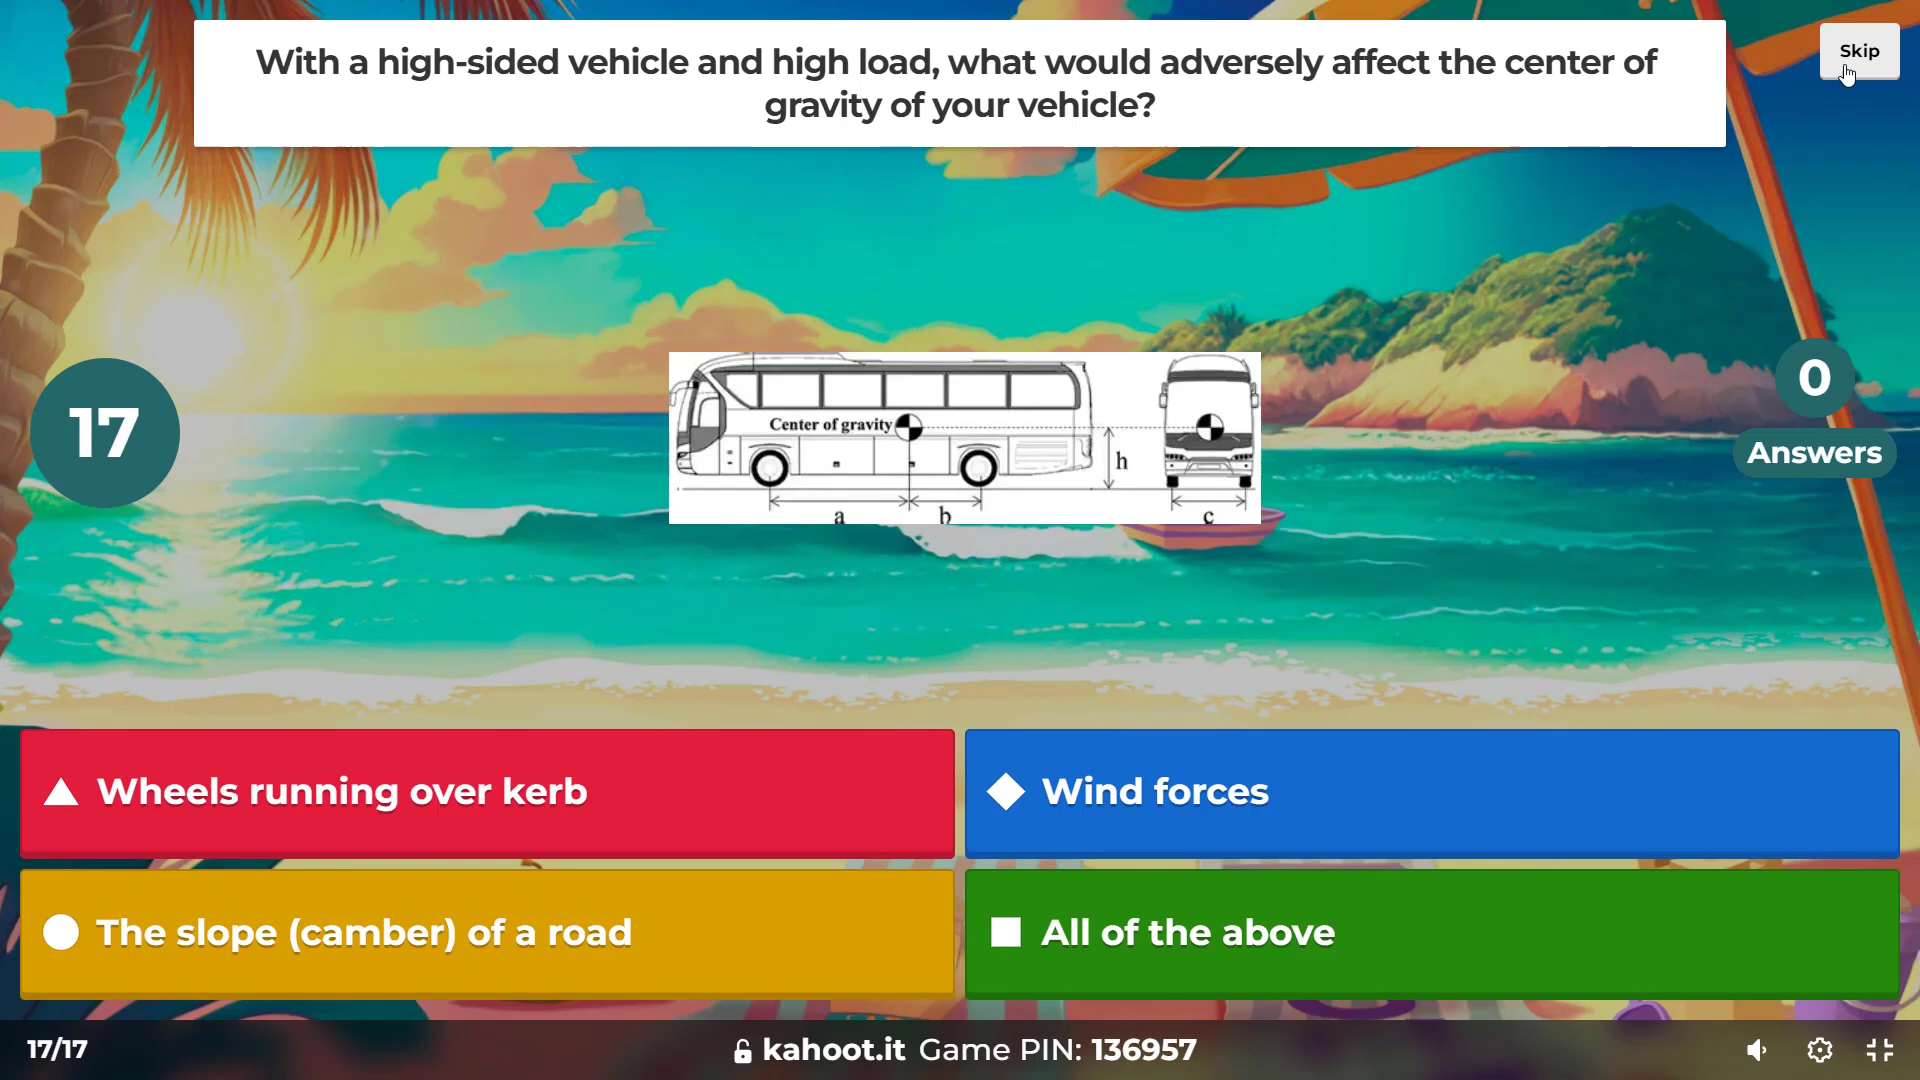 With a high-sided vehicle and high load, what would adversely affect the center of
gravity of your vehicle?
Skip
17
Center of gravity
h
a
b
c
0
Answers
Wheels running over kerb
Wind forces
The slope (camber) of a road
All of the above
17/17
kahoot.it Game PIN: 136957